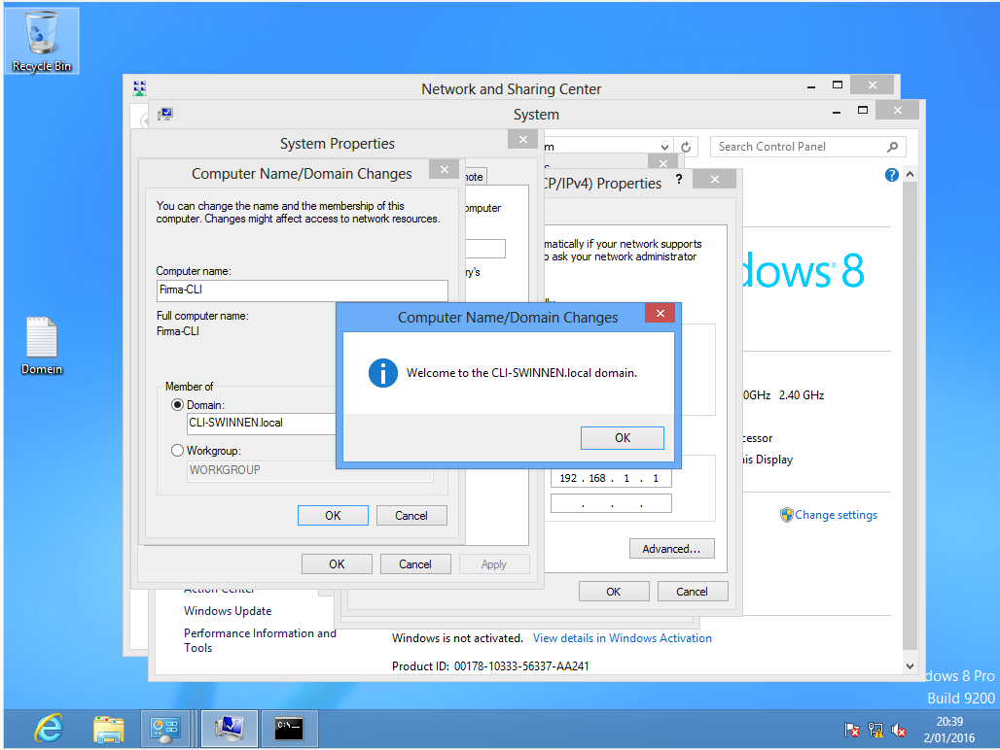 Recycle Bin
Domein
Network and Sharing Center
System
Search Control Panel
System Properties
Computer Name/Domain Changes
You can change the name and the membership of this
computer. Changes might affect access to network resources.
Computer name:
Firma-CLI
Full computer name:
Firma-CLI
Member of
Domain:
CLI-SWINNEN.local
Workgroup:
WORKGROUP
OK
Cancel
OK
Cancel
Apply
note
omputer
ry's
CP/IPv4) Properties
?
matically if your network supports
o ask your network administrator
192 . 168 . 1 . 1
. . .
Advanced...
OK
Cancel
Computer Name/Domain Changes
Welcome to the CLI-SWINNEN.local domain.
OK
dows 8
0GHz 2.40 GHz
cessor
his Display
Change settings
Action Center
Windows Update
Performance Information and
Tools
Windows is not activated. View details in Windows Activation
Product ID: 00178-10333-56337-AA241
dows 8 Pro
Build 9200
C:\
20:39
2/01/2016